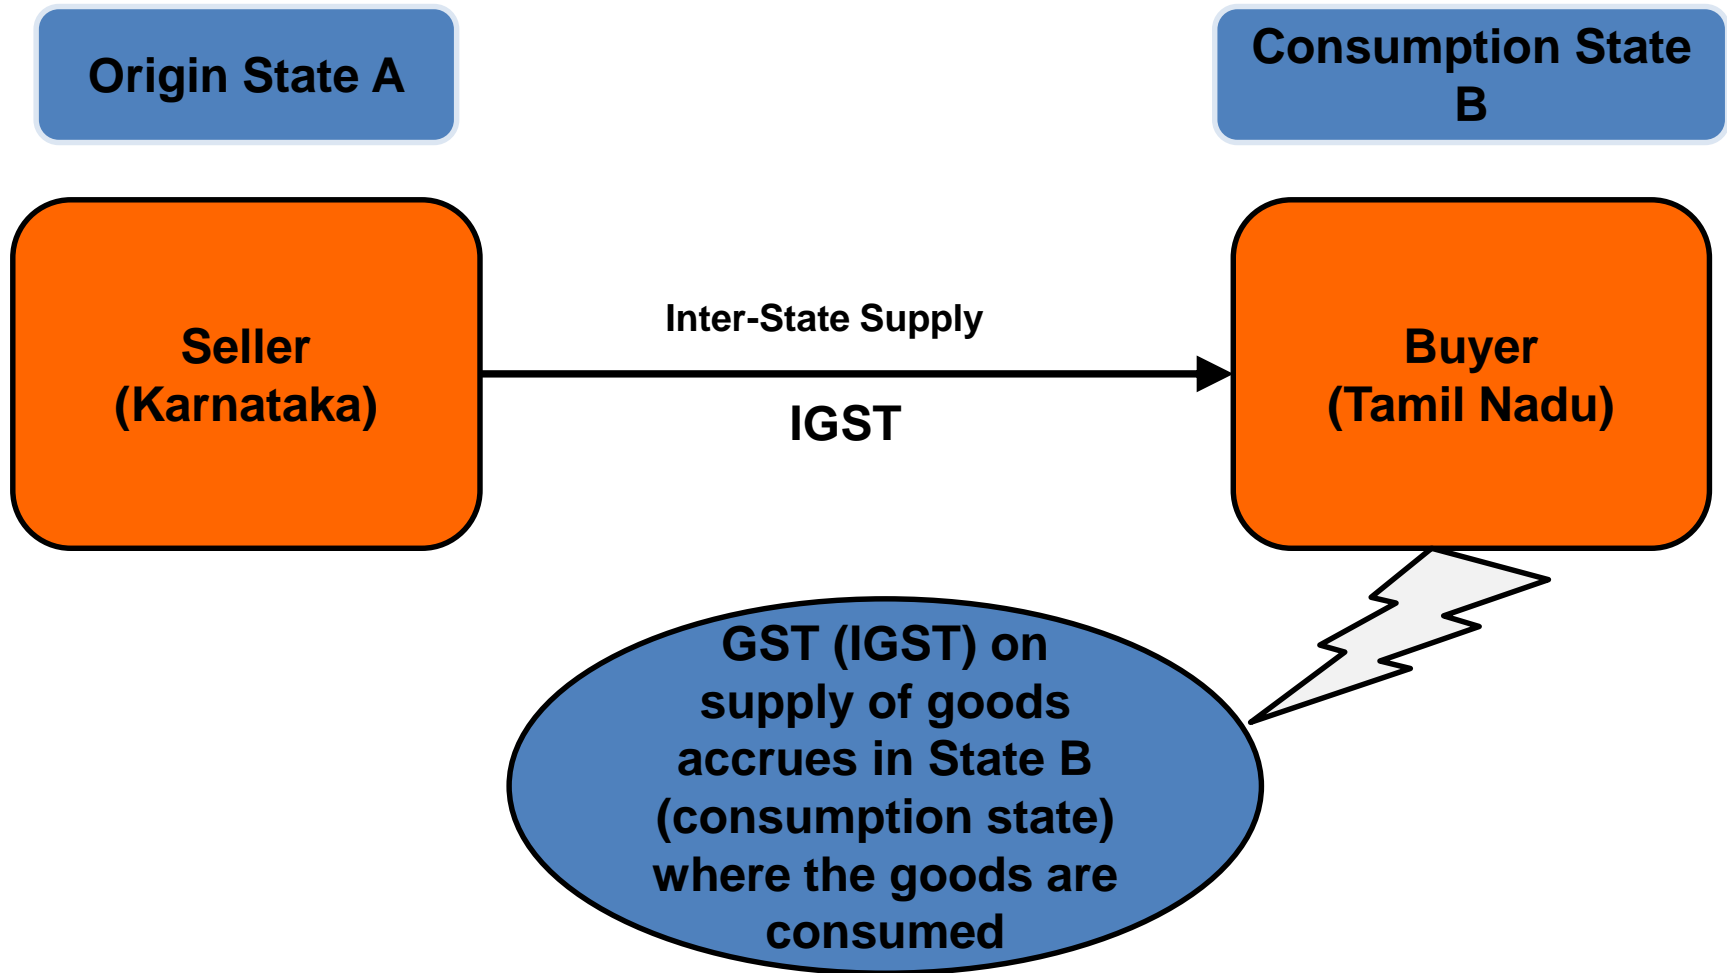 Origin State A
Consumption State
B
Seller
(Karnataka)
Inter-State Supply
IGST
Buyer
(Tamil Nadu)
GST (IGST) on
supply of goods
accrues in State B
(consumption state)
where the goods are
consumed